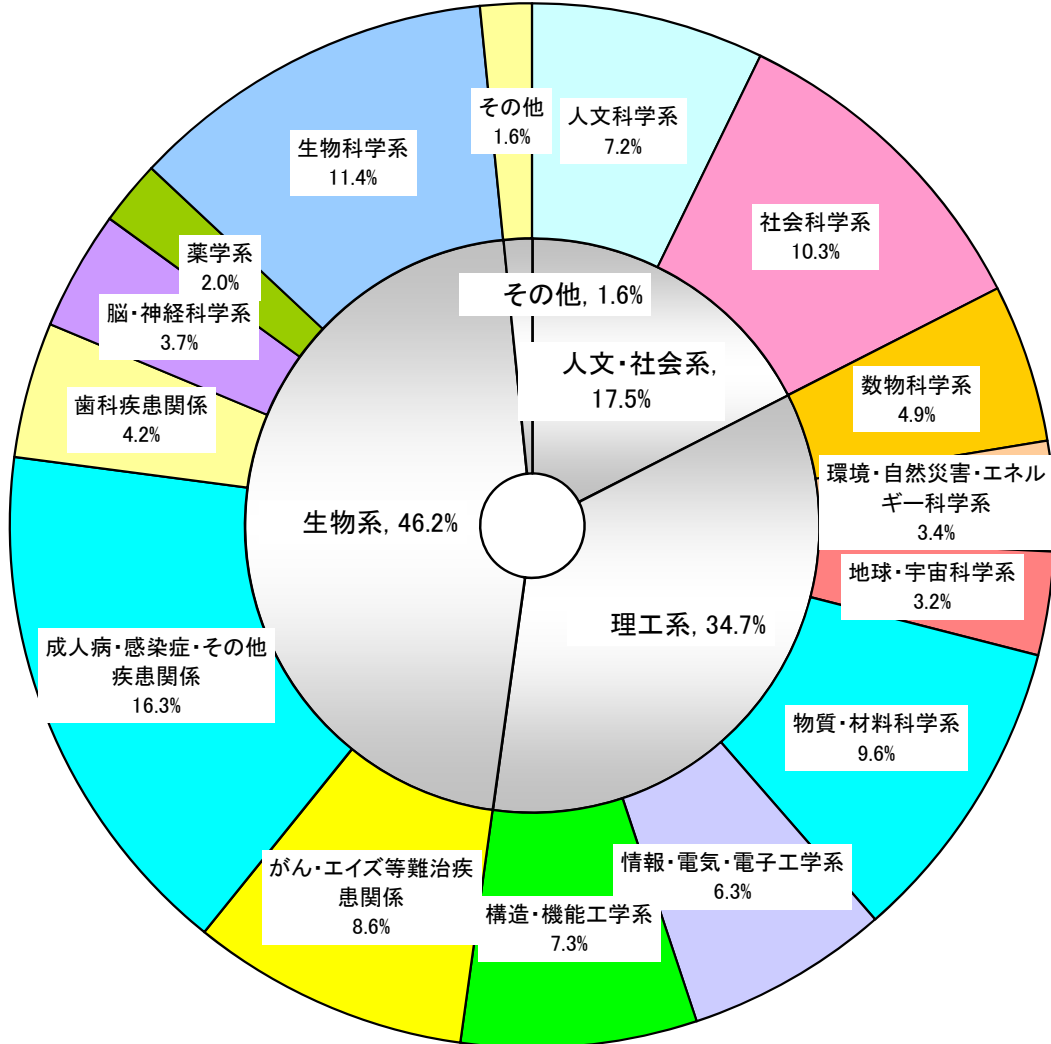 その他
1.6%
人文科学系
7.2%
社会科学系
10.3%
数物科学系
4.9%
環境・自然災害・エネル
ギー科学系
3.4%
地球・宇宙科学系
3.2%
物質・材料科学系
9.6%
情報・電気・電子工学系
6.3%
構造・機能工学系
7.3%
がん・エイズ等難治疾
患関係
8.6%
成人病・感染症・その他
疾患関係
16.3%
歯科疾患関係
4.2%
脳・神経科学系
3.7%
薬学系
2.0%
生物科学系
11.4%
その他, 1.6%
人文・社会系,
17.5%
理工系, 34.7%
生物系, 46.2%